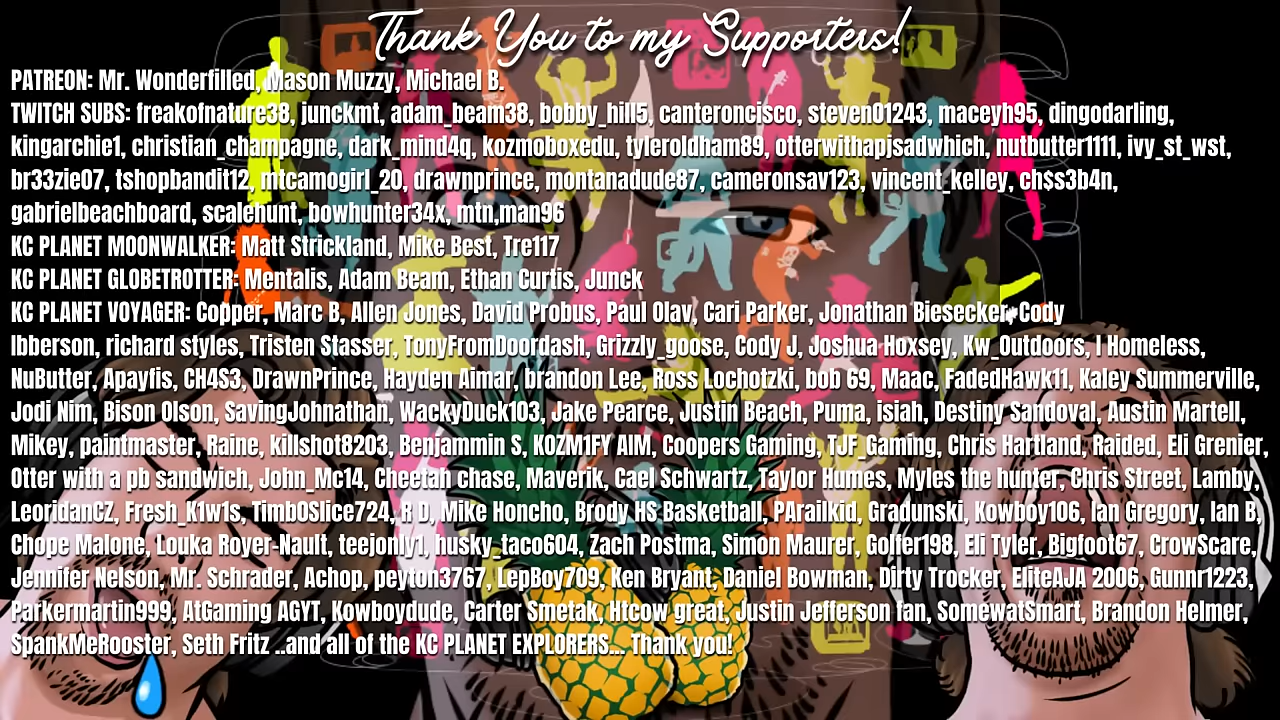 Thank You to my Supporters!
PATREON: Mr. Wonderfilled, Mason Muzzy, Michael B.
TWITCH SUBS: freakofnature38, junckmt, adam_beam38, bobby_hill5, canteroncisco, steven01243, maceyh95, dingodarling,
kingarchie1, christian_champagne, dark_mind4q, kozmoboxedu, tyleroldham89, otterwithapjsadwhich, nutbutter1111, ivy_st_wst,
br33zie07, tshopbandit12, mtcamogirl_20, drawnprince, montanadude87, cameronsav123, vincent_kelley, ch$s3b4n,
gabrielbeachboard, scalehunt, bowhunter34x, mtn,man96
KC PLANET MOONWALKER: Matt Strickland, Mike Best, Tre117
KC PLANET GLOBETROTTER: Mentalis, Adam Beam, Ethan Curtis, Junck
KC PLANET VOYAGER: Copper, Marc B, Allen Jones, David Probus, Paul Olav, Cari Parker, Jonathan Biesecker, Cody
Ibberson, richard styles, Tristen Stasser, TonyFromDoordash, Grizzly_goose, Cody J, Joshua Hoxsey, Kw_Outdoors, I Homeless,
NuButter, Apayfis, CH4S3, DrawnPrince, Hayden Aimar, brandon Lee, Ross Lochotzki, bob 69, Maac, FadedHawk11, Kaley Summerville,
Jodi Nim, Bison Olson, SavingJohnathan, WackyDuck103, Jake Pearce, Justin Beach, Puma, isiah, Destiny Sandoval, Austin Martell,
Mikey, paintmaster, Raine, killshot8203, Benjammin S, K0ZM1FY AIM, Coopers Gaming, TJF_Gaming, Chris Hartland, Raided, Eli Grenier,
Otter with a pb sandwich, John_Mc14, Cheetah chase, Maverik, Cael Schwartz, Taylor Humes, Myles the hunter, Chris Street, Lamby,
LeoridanCZ, Fresh_K1w1s, TimbOSlice724, R D, Mike Honcho, Brody HS Basketball, PArailkid, Gradunski, Kowboy106, Ian Gregory, Ian B,
Chope Malone, Louka Royer-Nault, teejonly1, husky_taco604, Zach Postma, Simon Maurer, Golfer198, Eli Tyler, Bigfoot67, CrowScare,
Jennifer Nelson, Mr. Schrader, Achop, peyton3767, LepBoy709, Ken Bryant, Daniel Bowman, Dirty Trocker, EliteAJA 2006, Gunnr1223,
Parkermartin999, AtGaming AGYT, Kowboydude, Carter Smetak, Htcow great, Justin Jefferson fan, SomewatSmart, Brandon Helmer,
SpankMeRooster, Seth Fritz ..and all of the KC PLANET EXPLORERS... Thank you!